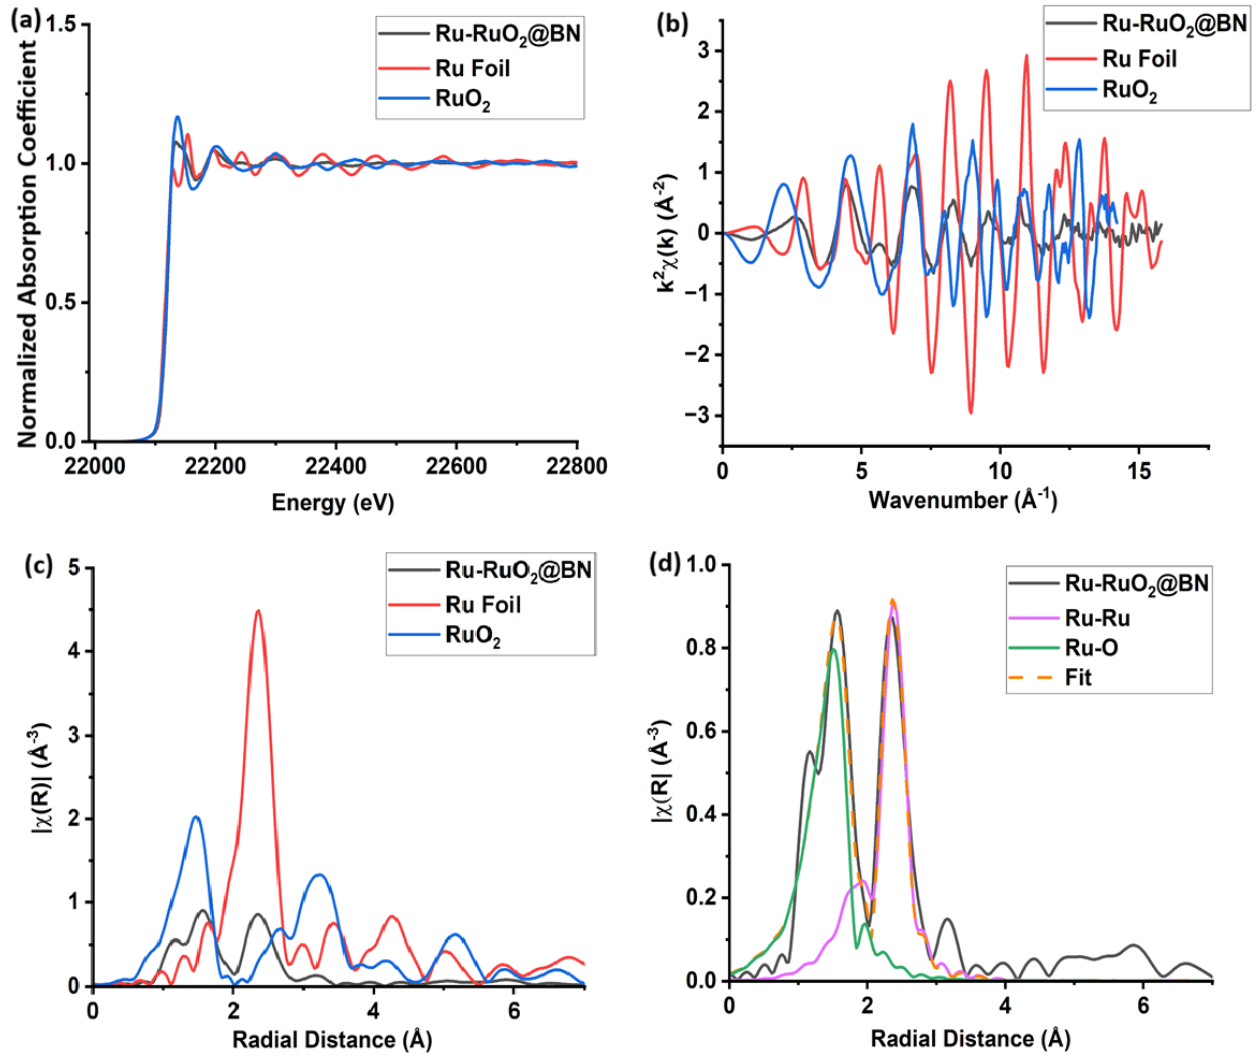 (a)
1.5
1.0
0.5
0.0
Normalized Absorption Coefficient
Ru-RuO₂@BN
Ru Foil
RuO₂
22000 22200 22400 22600 22800
Energy (eV)
(b)
3
2
1
0
−1
−2
−3
k²χ(k) (Å⁻²)
Ru-RuO₂@BN
Ru Foil
RuO₂
0 5 10 15
Wavenumber (Å⁻¹)
(c)
5
4
3
2
1
0
|χ(R)| (Å⁻³)
Ru-RuO₂@BN
Ru Foil
RuO₂
0 2 4 6
Radial Distance (Å)
(d)
1.0
0.8
0.6
0.4
0.2
0.0
|χ(R| (Å⁻³)
Ru-RuO₂@BN
Ru-Ru
Ru-O
Fit
0 2 4 6
Radial Distance (Å)